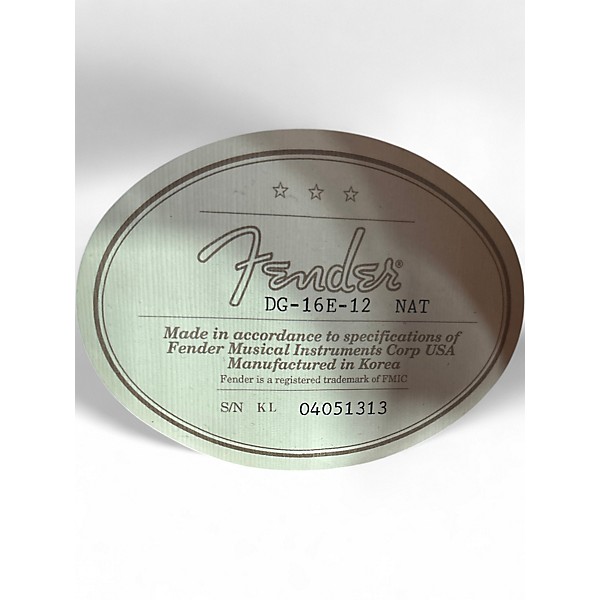 Fender®
DG-16E-12 NAT
Made in accordance to specifications of
Fender Musical Instruments Corp USA
Manufactured in Korea
Fender is a registered trademark of FMIC
S/N KL 04051313